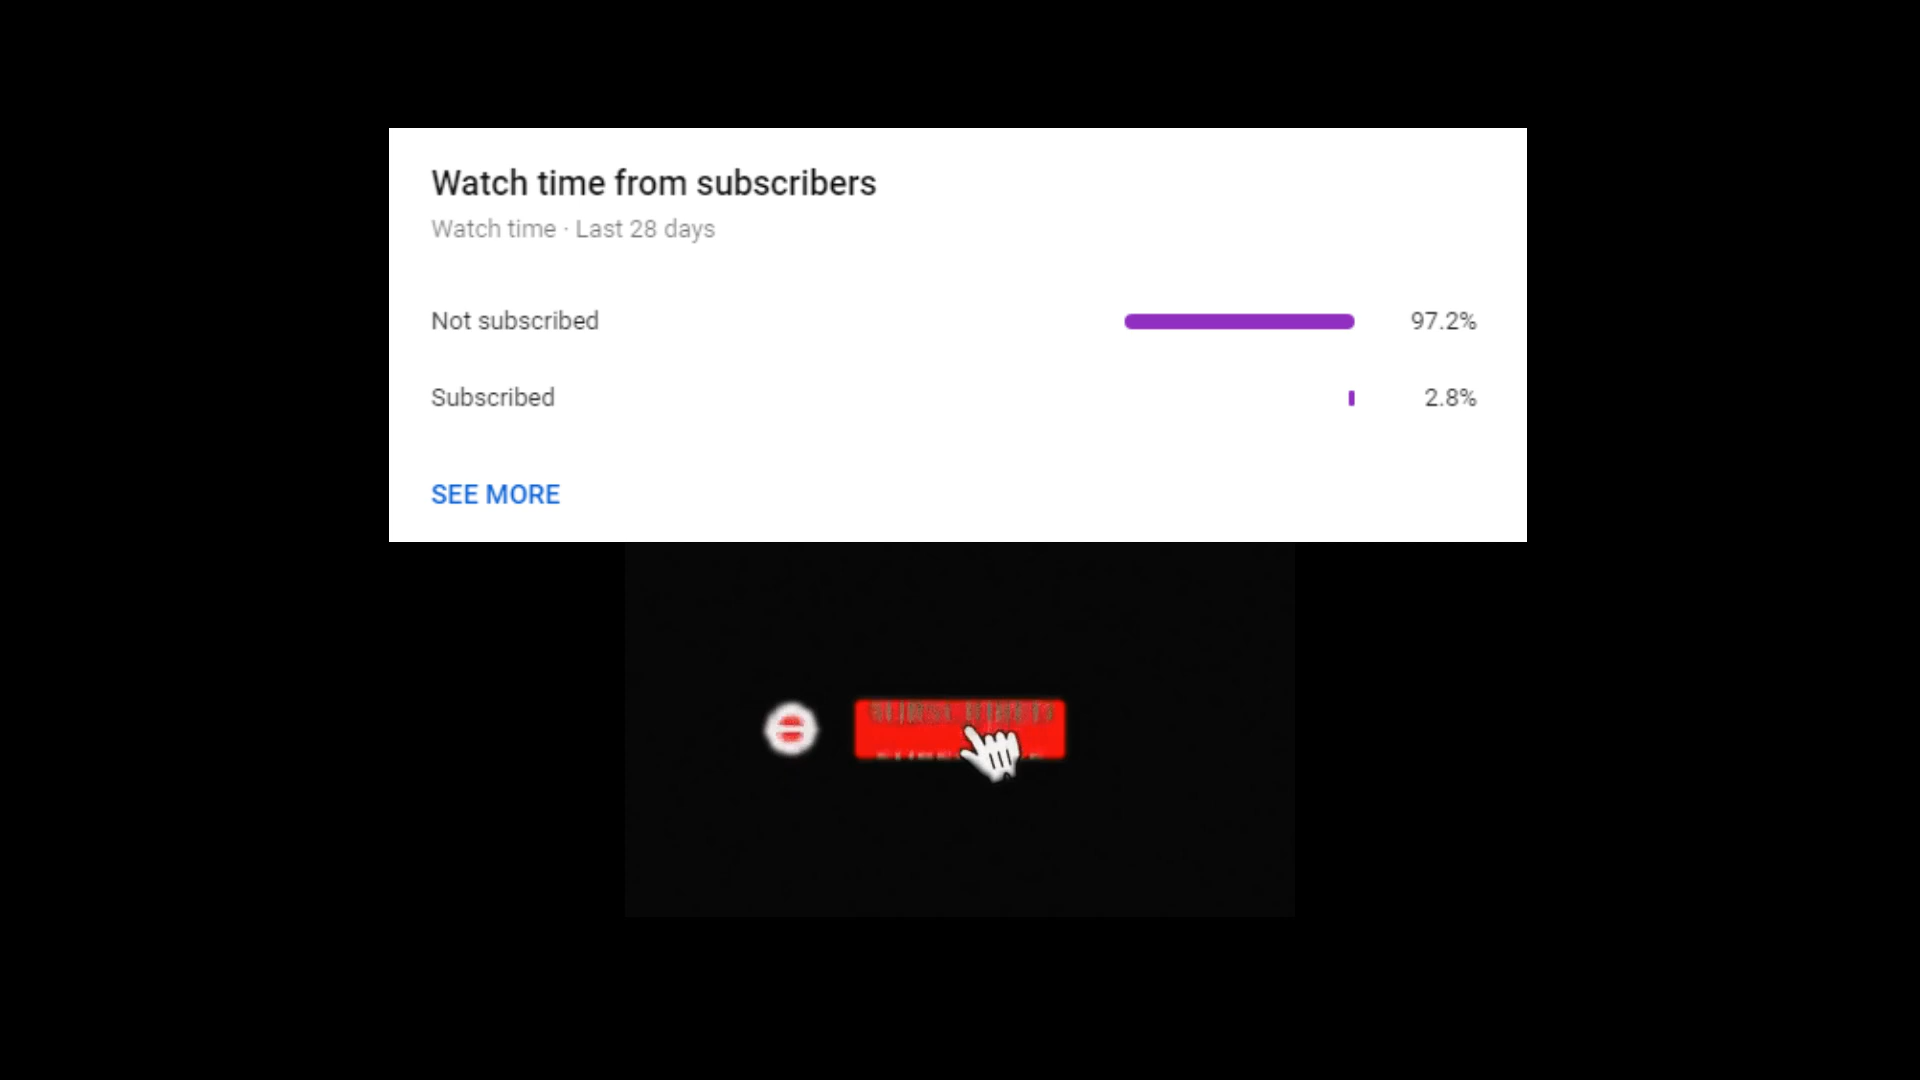 Watch time from subscribers
Watch time · Last 28 days
Not subscribed 97.2%
Subscribed 2.8%
SEE MORE